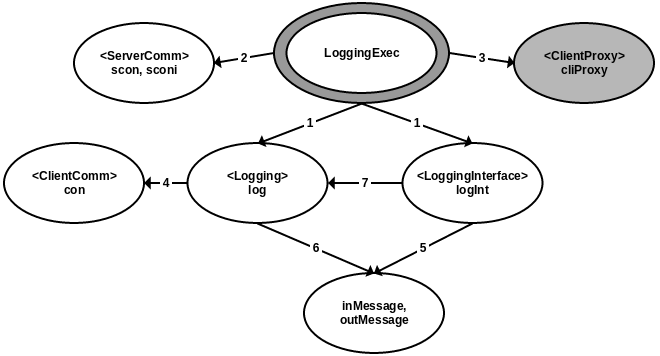 <ServerComm>
scon, sconi
2
LoggingExec
3
<ClientProxy>
cliProxy
1
1
<ClientComm>
con
4
<Logging>
log
7
<LoggingInterface>
logInt
6
5
inMessage,
outMessage